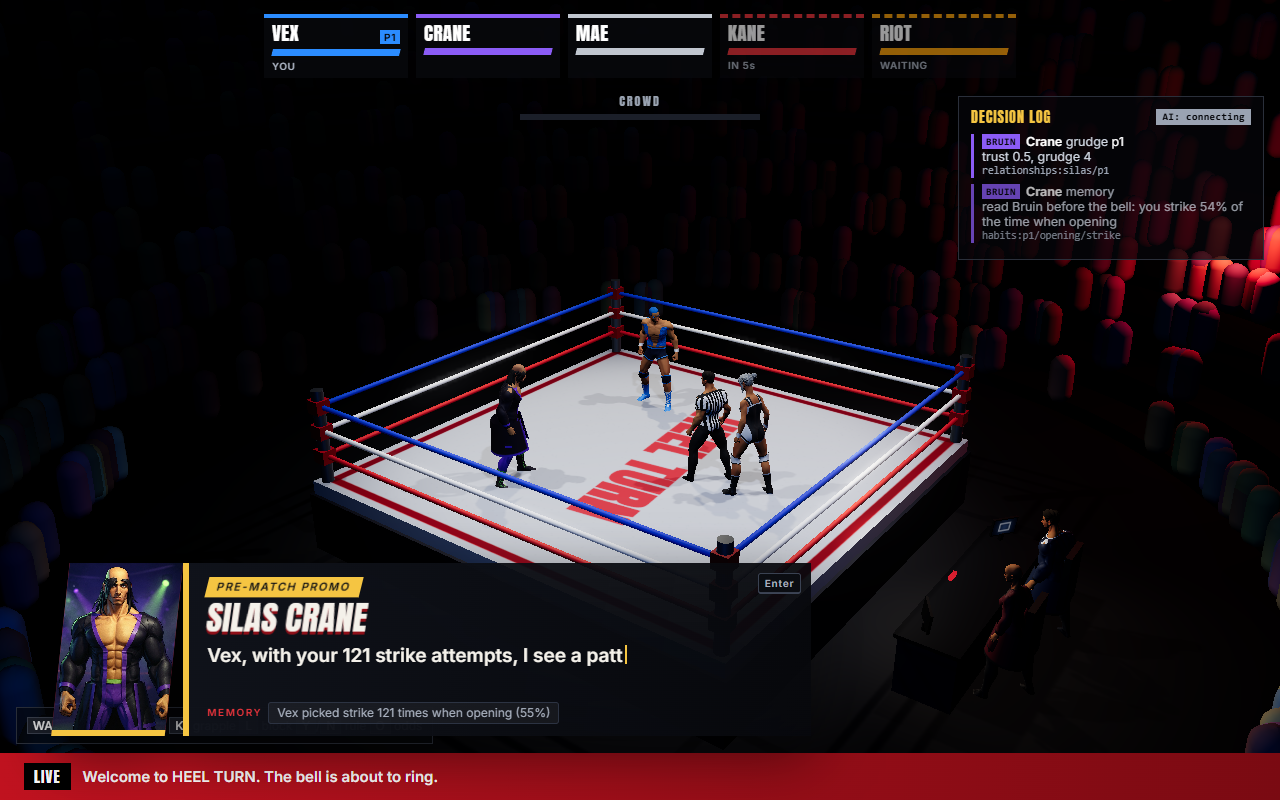 VEX P1
YOU
CRANE
MAE
KANE
IN 5s
RIOT
WAITING
CROWD
DECISION LOG AI: connecting
BRUIN Crane grudge p1
trust 0.5, grudge 4
relationships:silas/p1
BRUIN Crane memory
read Bruin before the bell: you strike 54% of
the time when opening
habits:p1/opening/strike
HEEL TURN
PRE-MATCH PROMO Enter
SILAS CRANE
Vex, with your 121 strike attempts, I see a patt
MEMORY Vex picked strike 121 times when opening (55%)
WA K
LIVE Welcome to HEEL TURN. The bell is about to ring.